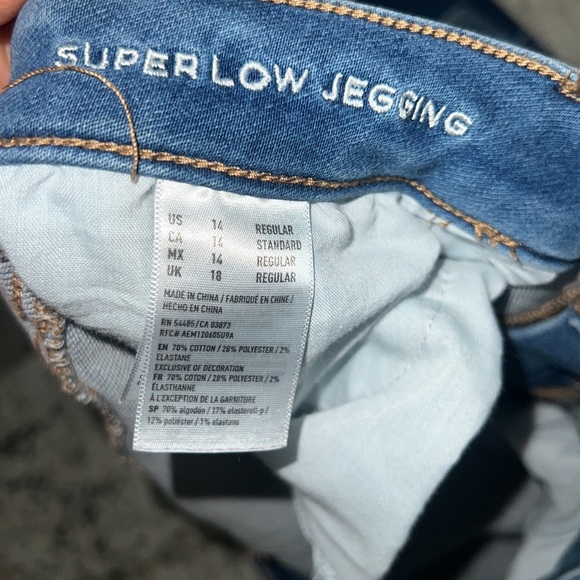 SUPER LOW JEGGING
US 14 REGULAR
CA 14 STANDARD
MX 14 REGULAR
UK 18 REGULAR
MADE IN CHINA / FABRIQUÉ EN CHINE /
HECHO EN CHINA
RN 54485/CA 03873
RFC# AEM120605U9A
EN 70% COTTON / 28% POLYESTER / 2%
ELASTANE
EXCLUSIVE OF DECORATION
FR 70% COTON / 28% POLYESTER / 2%
ÉLASTHANNE
À L'EXCEPTION DE LA GARNITURE
SP 70% algodón / 17% elasterell-p /
12% poliéster / 1% elastano